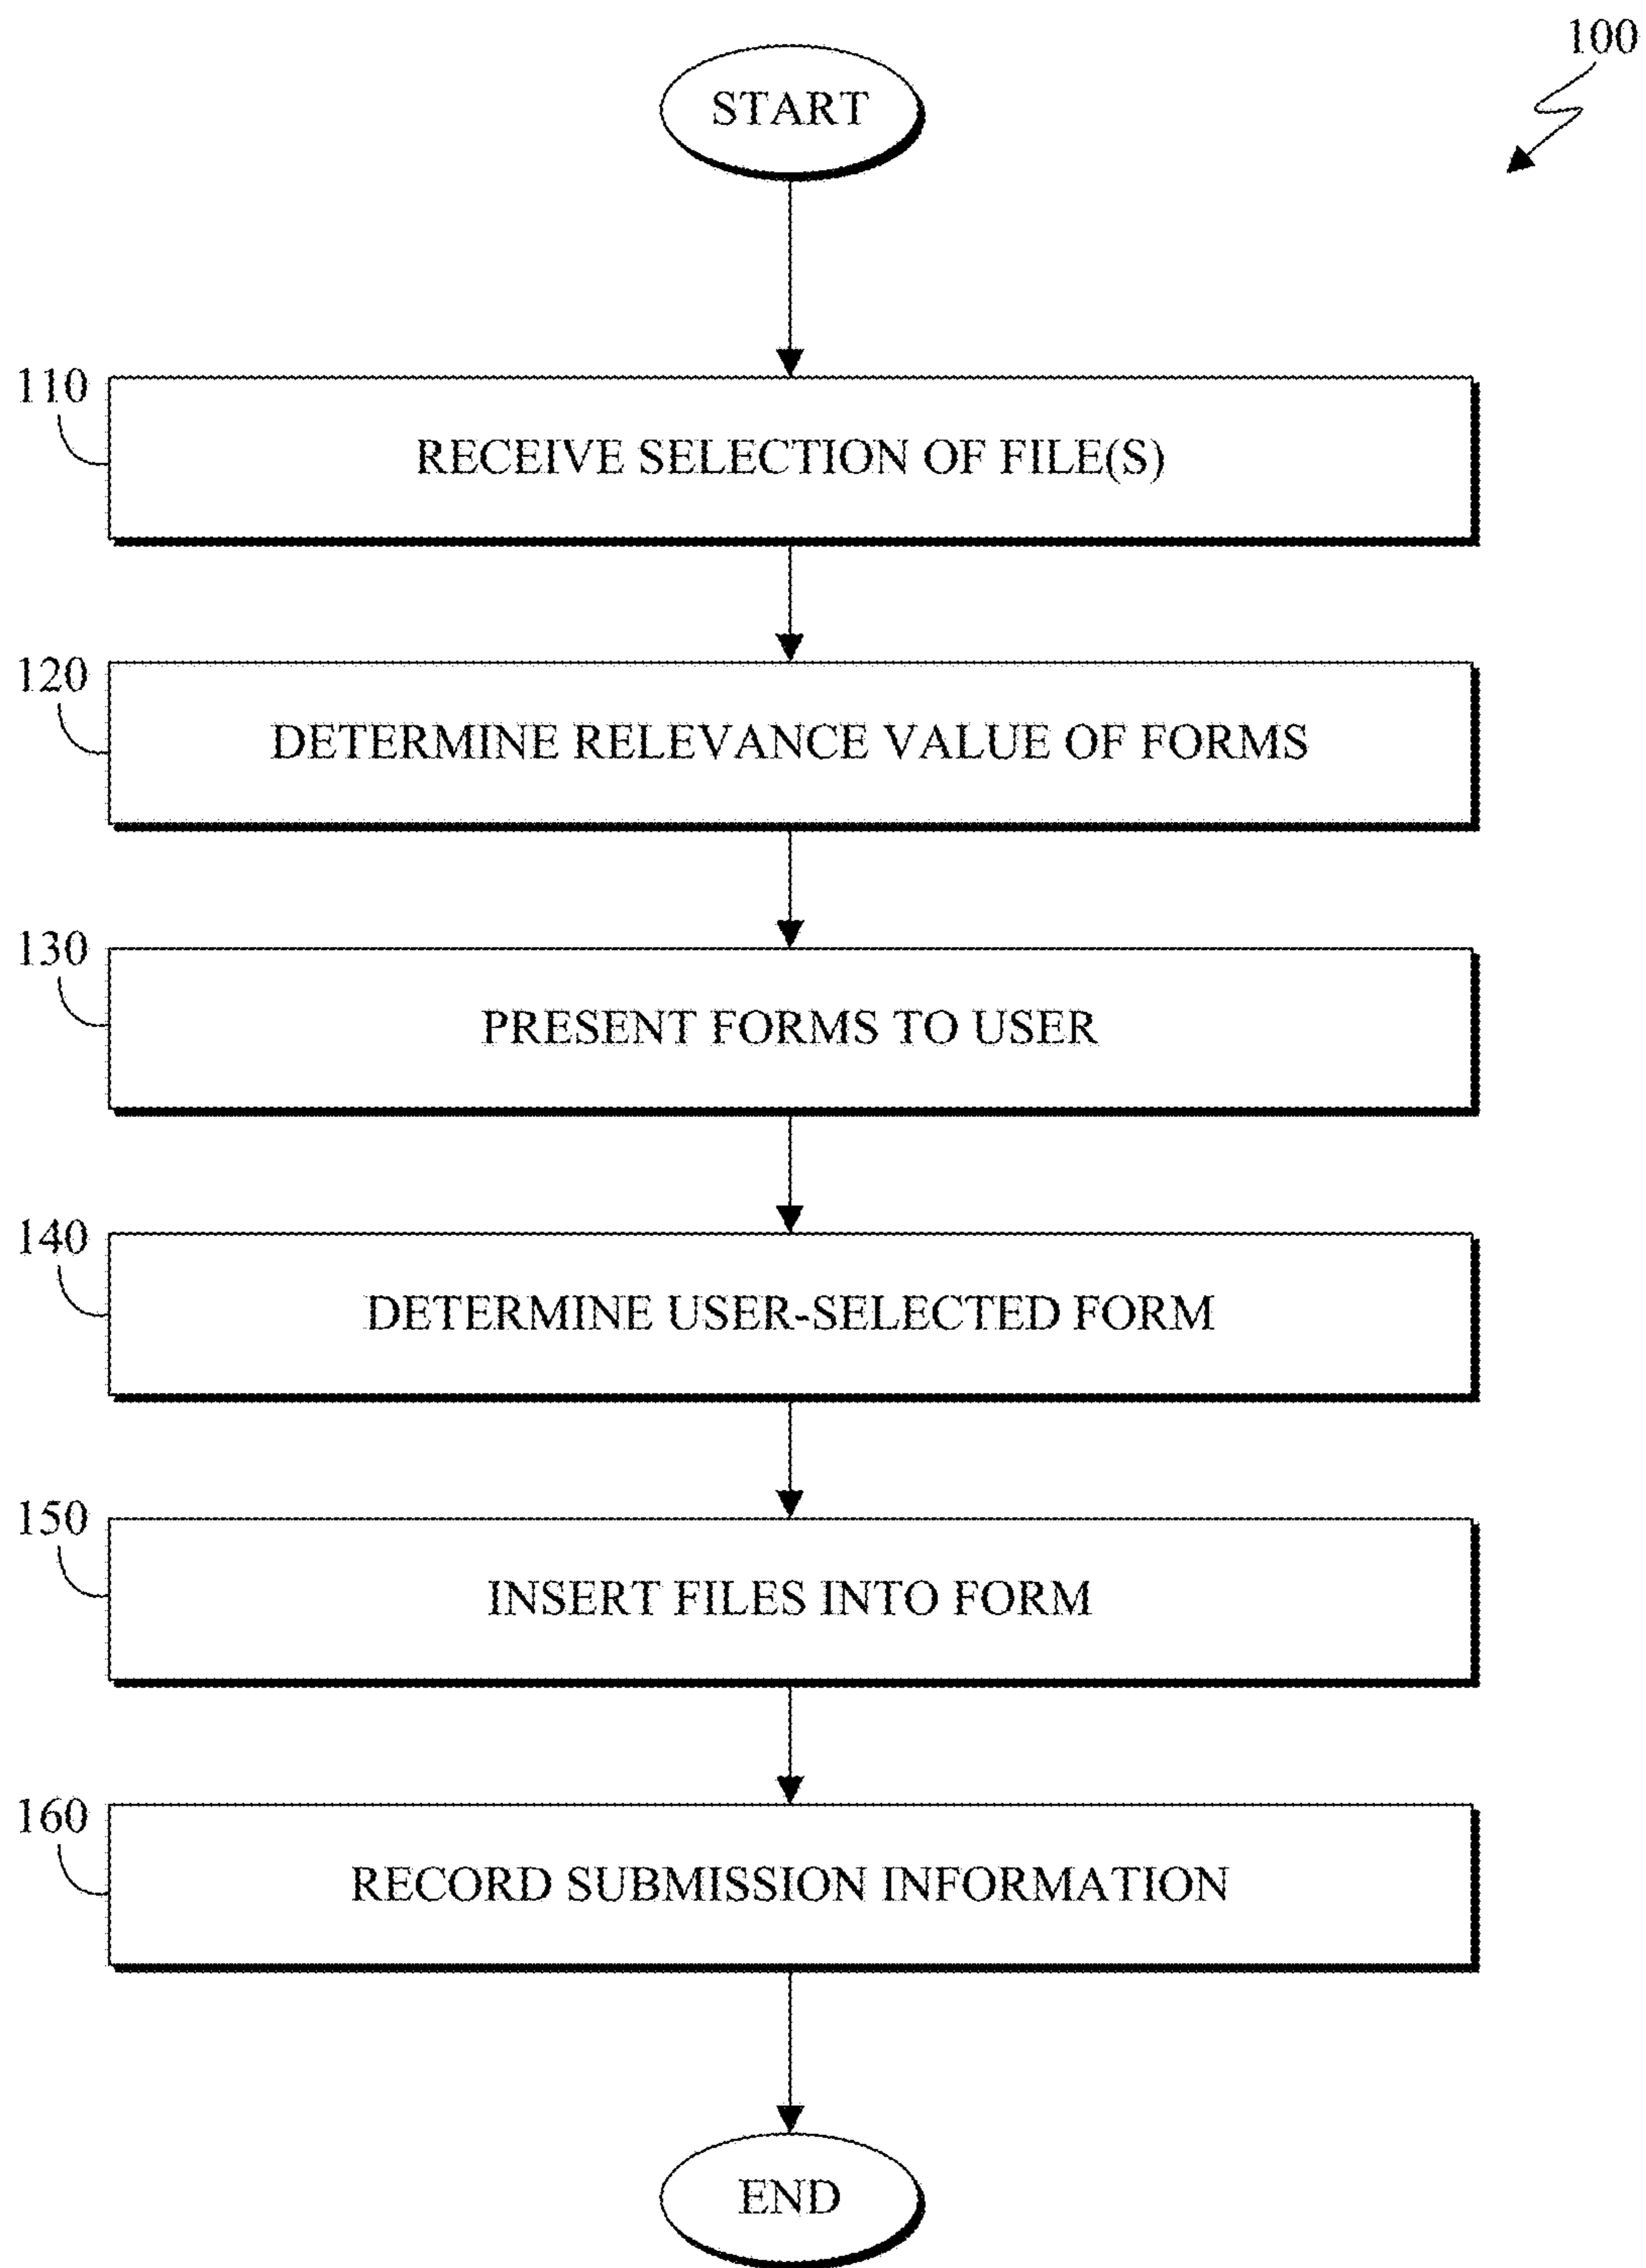 100
START
110
RECEIVE SELECTION OF FILE(S)
120
DETERMINE RELEVANCE VALUE OF FORMS
130
PRESENT FORMS TO USER
140
DETERMINE USER-SELECTED FORM
150
INSERT FILES INTO FORM
160
RECORD SUBMISSION INFORMATION
END